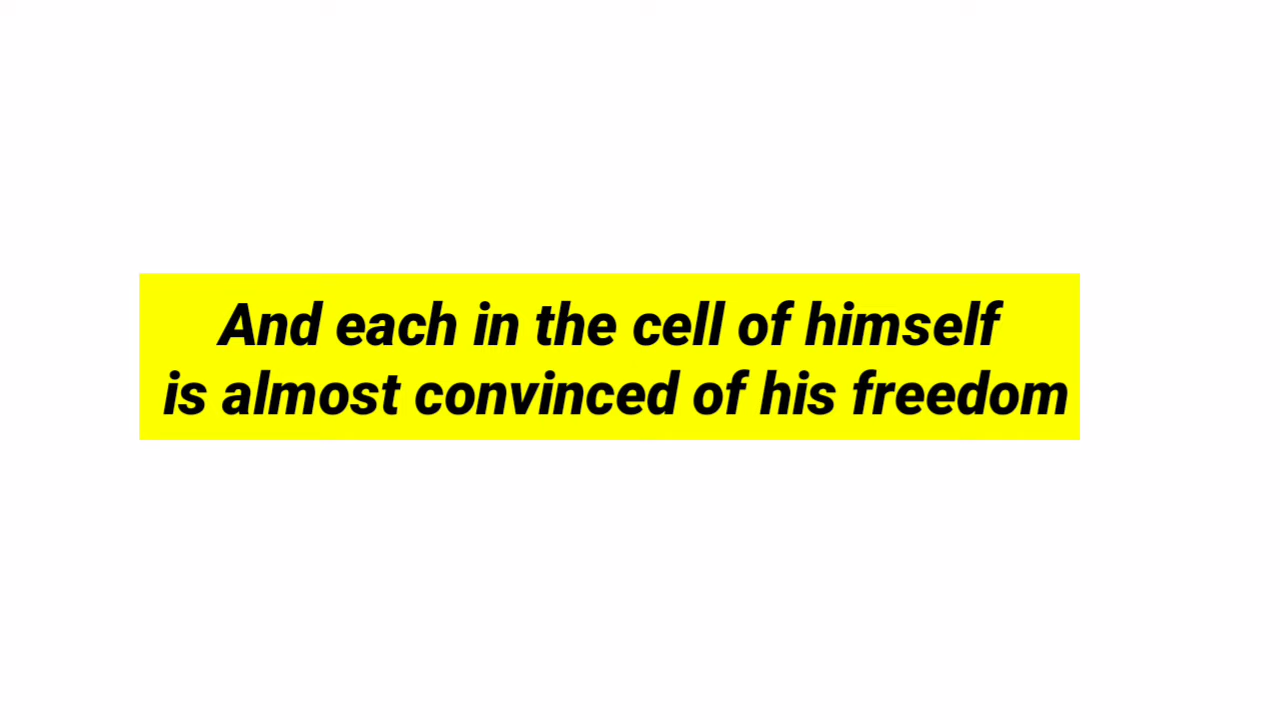 And each in the cell of himself
is almost convinced of his freedom